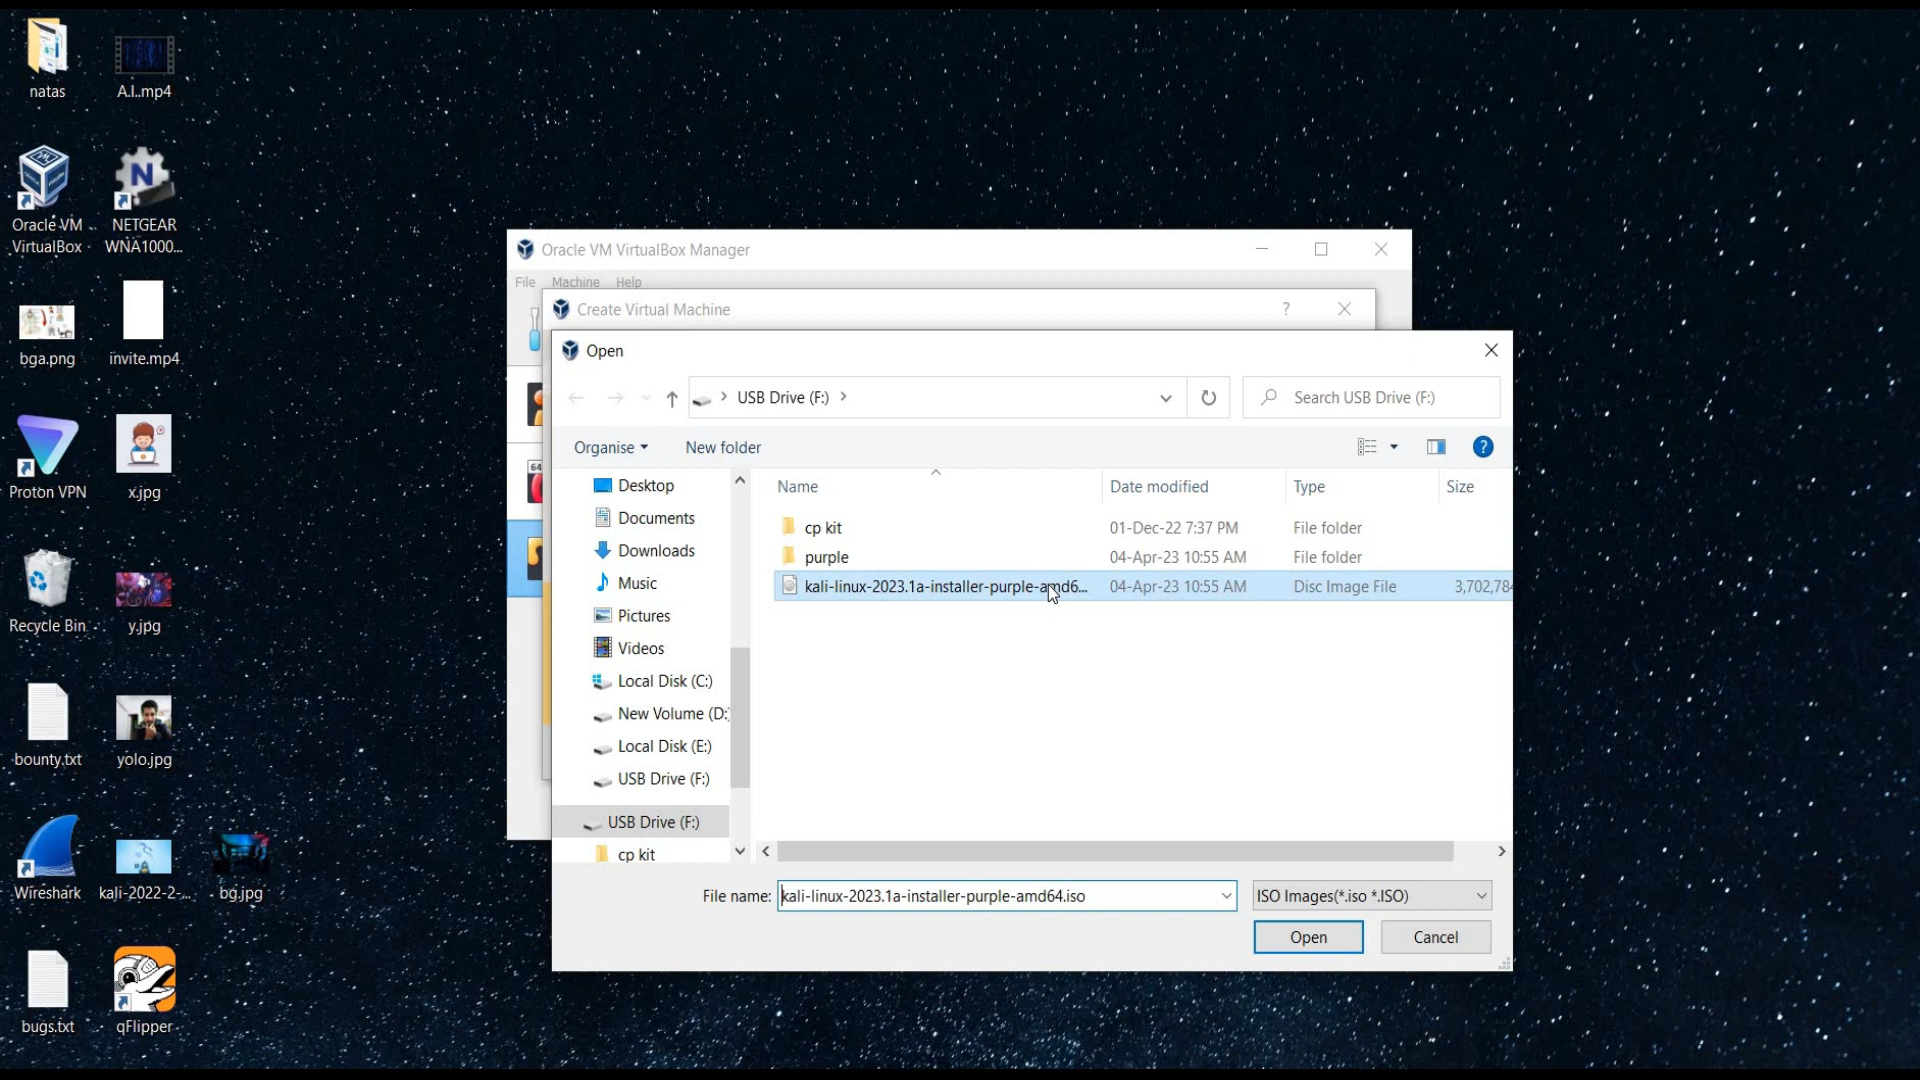 natas
A.I..mp4
Oracle VM
VirtualBox
NETGEAR
WNA1000...
bga.png
invite.mp4
Proton VPN
x.jpg
Recycle Bin
y.jpg
bounty.txt
yolo.jpg
Wireshark
kali-2022-2-...
bg.jpg
bugs.txt
qFlipper
Oracle VM VirtualBox Manager
File Machine Help
Create Virtual Machine
?
64
Open
USB Drive (F:)
Search USB Drive (F:)
Organise
New folder
?
Desktop
Documents
Downloads
Music
Pictures
Videos
Local Disk (C:)
New Volume (D:
Local Disk (E:)
USB Drive (F:)
USB Drive (F:)
cp kit
Name Date modified Type Size
cp kit 01-Dec-22 7:37 PM File folder
purple 04-Apr-23 10:55 AM File folder
kali-linux-2023.1a-installer-purple-amd6... 04-Apr-23 10:55 AM Disc Image File 3,702,784
File name: kali-linux-2023.1a-installer-purple-amd64.iso
ISO Images(*.iso *.ISO)
Open
Cancel